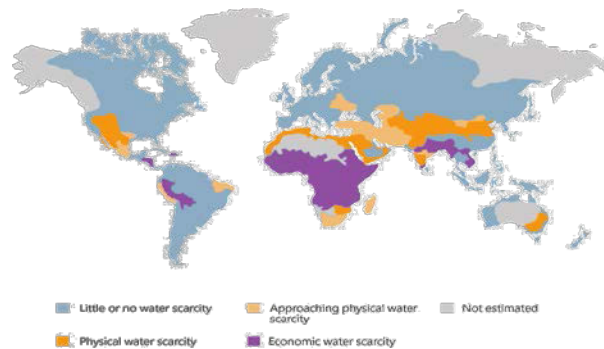 Little or no water scarcity
Approaching physical water
scarcity
Not estimated
Physical water scarcity
Economic water scarcity